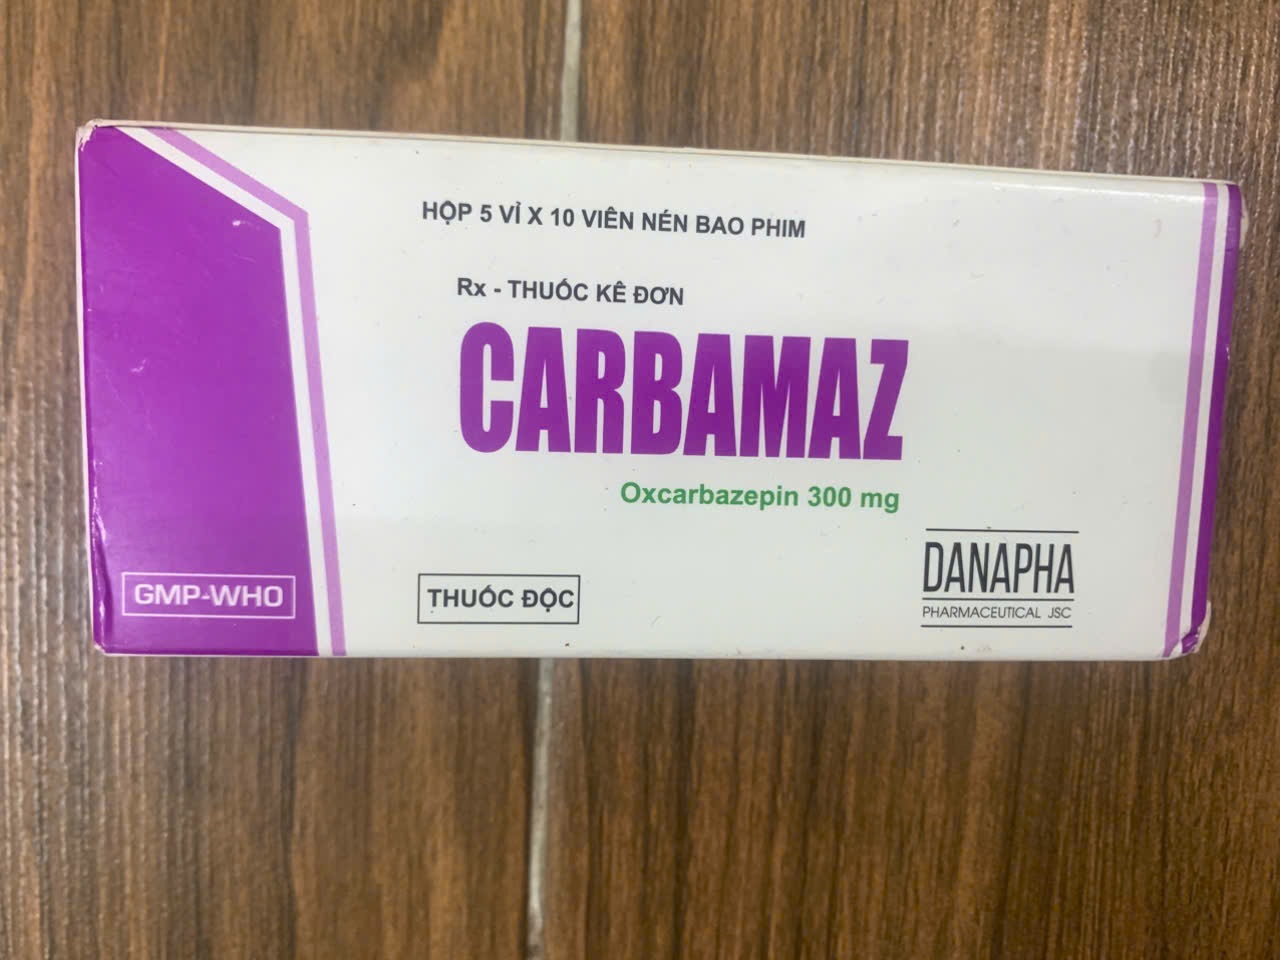 HỘP 5 VỈ X 10 VIÊN NÉN BAO PHIM
Rx - THUỐC KÊ ĐƠN
CARBAMAZ
Oxcarbazepin 300 mg
GMP-WHO
THUỐC ĐỘC
DANAPHA
PHARMACEUTICAL JSC